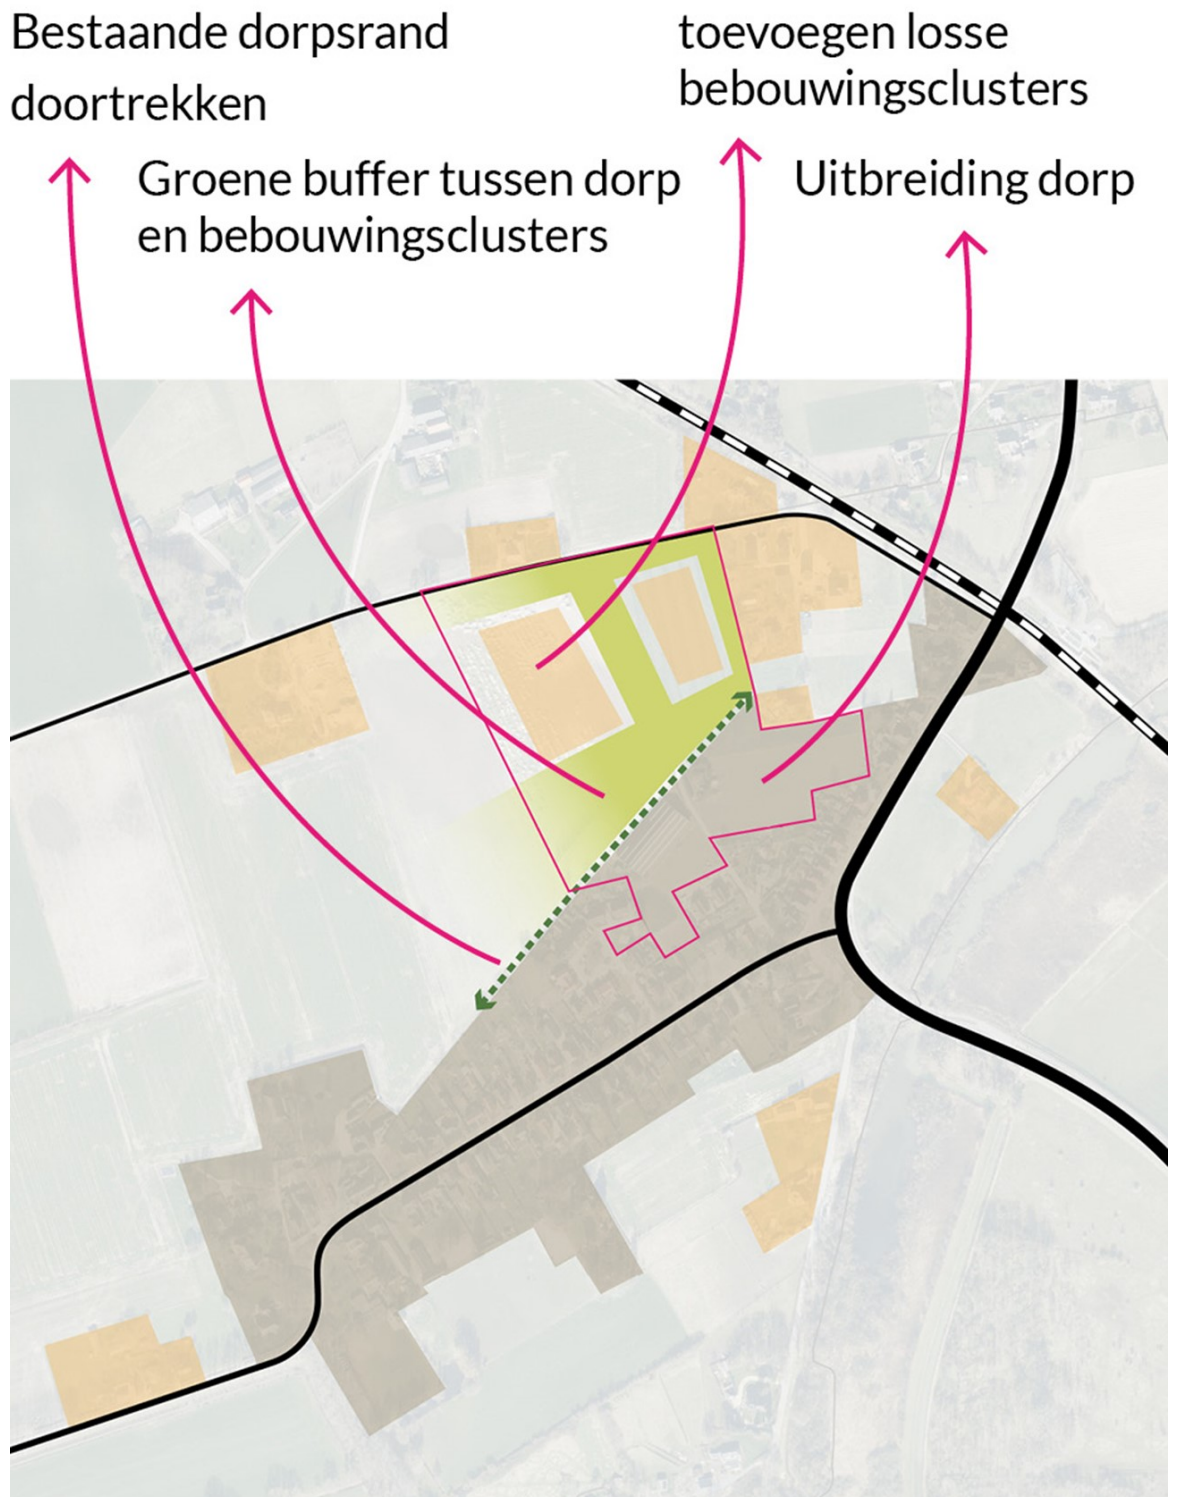 Bestaande dorpsrand
doortrekken
Groene buffer tussen dorp
en bebouwingsclusters
toevoegen losse
bebouwingsclusters
Uitbreiding dorp